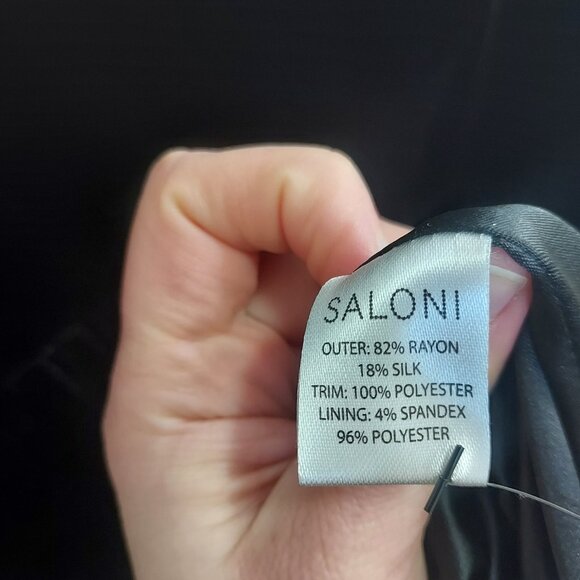 SALONI
OUTER: 82% RAYON
18% SILK
TRIM: 100% POLYESTER
LINING: 4% SPANDEX
96% POLYESTER